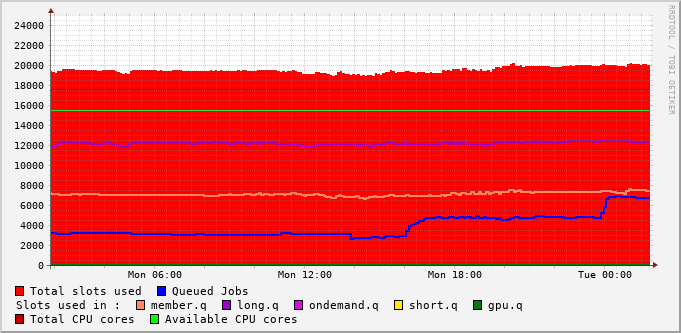 RRDTOOL / TOBI OETIKER
24000
22000
20000
18000
16000
14000
12000
10000
8000
6000
4000
2000
0
Mon 06:00 Mon 12:00 Mon 18:00 Tue 00:00
Total slots used Queued Jobs
Slots used in : member.q long.q ondemand.q short.q gpu.q
Total CPU cores Available CPU cores